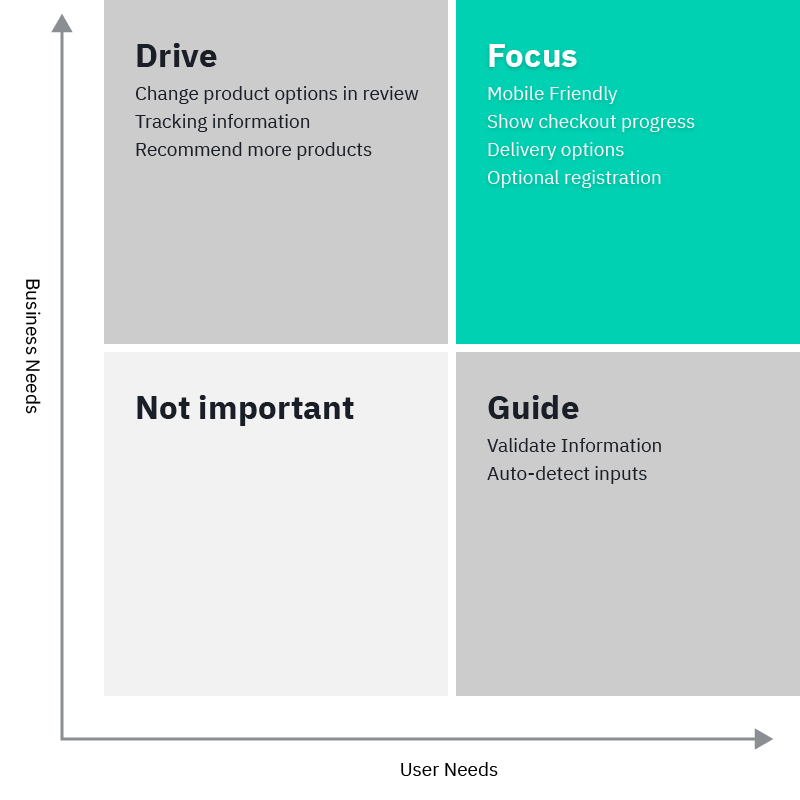 Drive
Change product options in review
Tracking information
Recommend more products
Focus
Mobile Friendly
Show checkout progress
Delivery options
Optional registration
Business Needs
Not important
Guide
Validate Information
Auto-detect inputs
User Needs